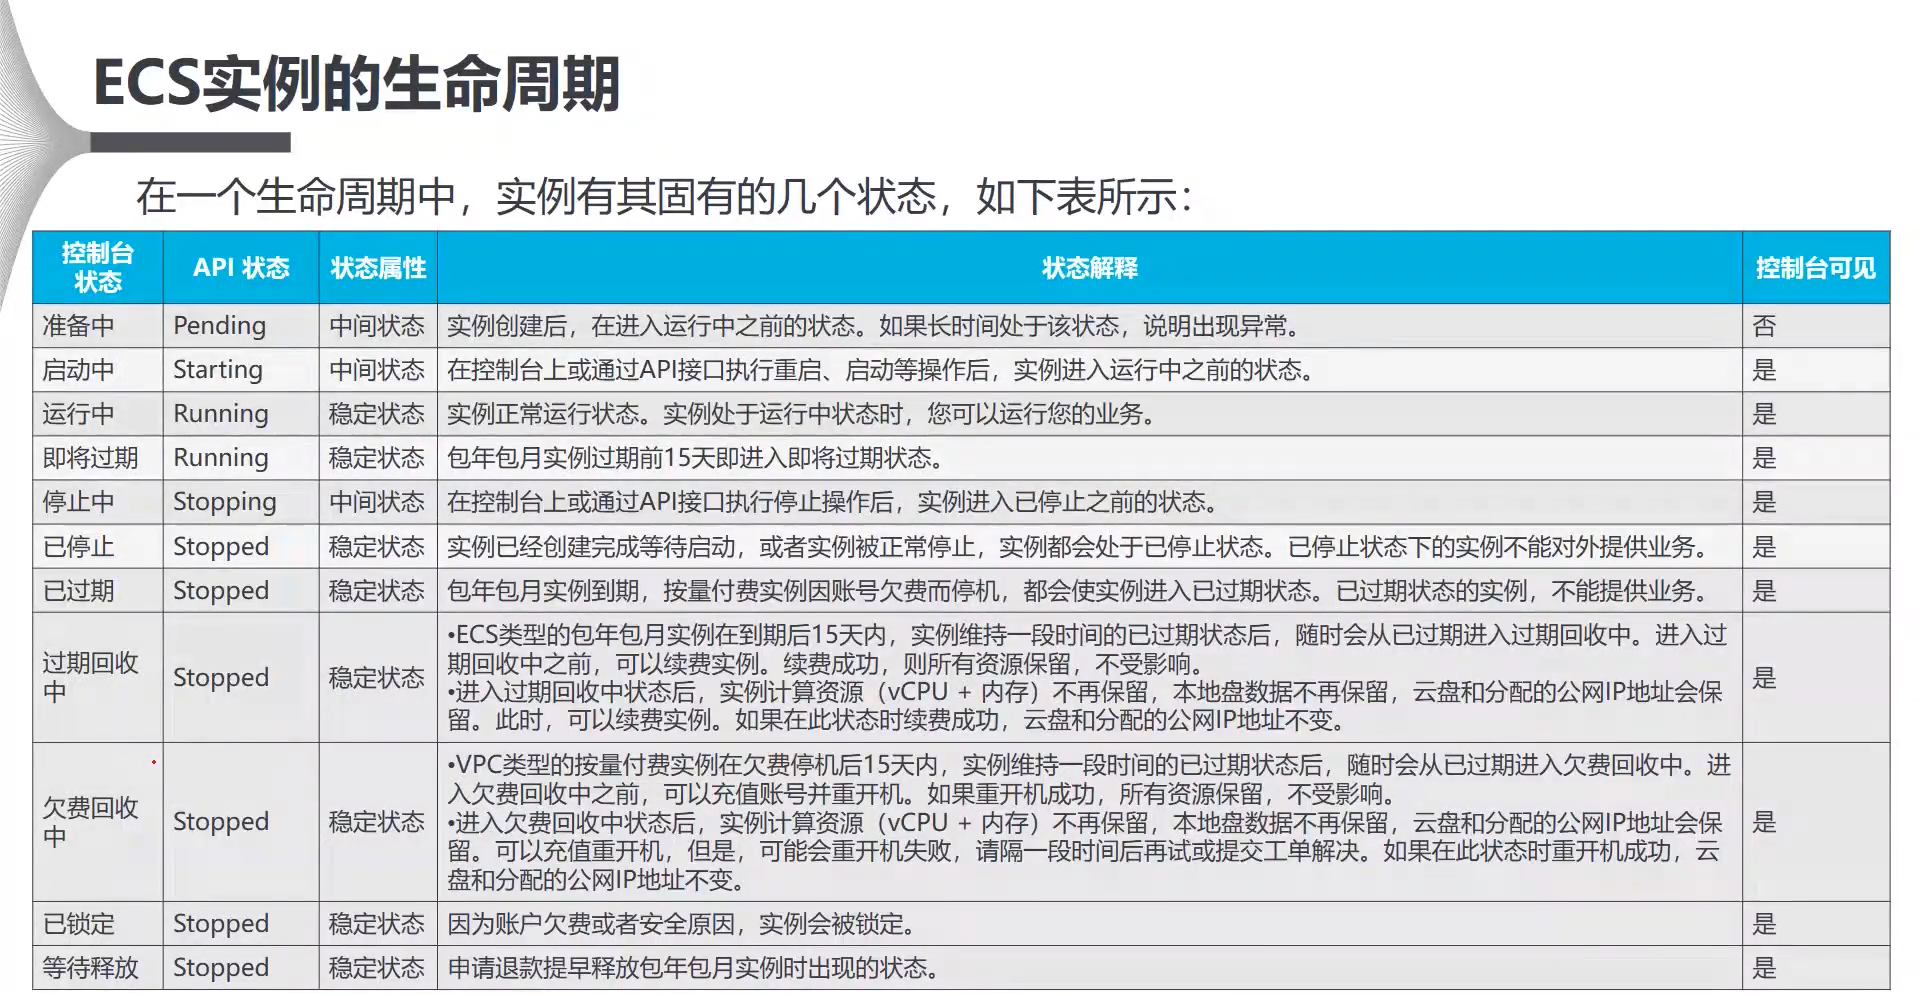 ECS实例的生命周期
在一个生命周期中，实例有其固有的几个状态，如下表所示：
控制台
状态
API 状态
状态属性
状态解释
控制台可见
准备中
Pending
中间状态
实例创建后，在进入运行中之前的状态。如果长时间处于该状态，说明出现异常。
否
启动中
Starting
中间状态
在控制台上或通过API接口执行重启、启动等操作后，实例进入运行中之前的状态。
是
运行中
Running
稳定状态
实例正常运行状态。实例处于运行中状态时，您可以运行您的业务。
是
即将过期
Running
稳定状态
包年包月实例过期前15天即进入即将过期状态。
是
停止中
Stopping
中间状态
在控制台上或通过API接口执行停止操作后，实例进入已停止之前的状态。
是
已停止
Stopped
稳定状态
实例已经创建完成等待启动，或者实例被正常停止，实例都会处于已停止状态。已停止状态下的实例不能对外提供业务。
是
已过期
Stopped
稳定状态
包年包月实例到期，按量付费实例因账号欠费而停机，都会使实例进入已过期状态。已过期状态的实例，不能提供业务。
是
过期回收
中
Stopped
稳定状态
•ECS类型的包年包月实例在到期后15天内，实例维持一段时间的已过期状态后，随时会从已过期进入过期回收中。进入过
期回收中之前，可以续费实例。续费成功，则所有资源保留，不受影响。
•进入过期回收中状态后，实例计算资源（vCPU + 内存）不再保留，本地盘数据不再保留，云盘和分配的公网IP地址会保
留。此时，可以续费实例。如果在此状态时续费成功，云盘和分配的公网IP地址不变。
是
欠费回收
中
Stopped
稳定状态
•VPC类型的按量付费实例在欠费停机后15天内，实例维持一段时间的已过期状态后，随时会从已过期进入欠费回收中。进
入欠费回收中之前，可以充值账号并重开机。如果重开机成功，所有资源保留，不受影响。
•进入欠费回收中状态后，实例计算资源（vCPU + 内存）不再保留，本地盘数据不再保留，云盘和分配的公网IP地址会保
留。可以充值重开机，但是，可能会重开机失败，请隔一段时间后再试或提交工单解决。如果在此状态时重开机成功，云
盘和分配的公网IP地址不变。
是
已锁定
Stopped
稳定状态
因为账户欠费或者安全原因，实例会被锁定。
是
等待释放
Stopped
稳定状态
申请退款提早释放包年包月实例时出现的状态。
是